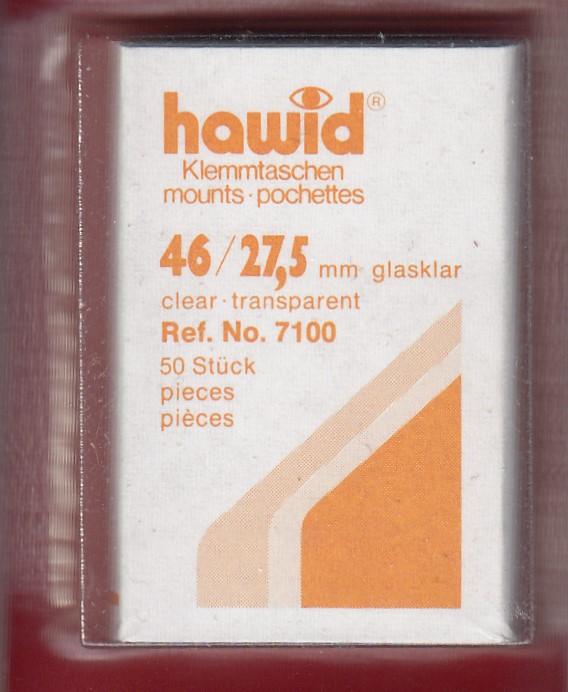 hawid®
Klemmtaschen
mounts·pochettes
46/27,5 mm glasklar
clear·transparent
Ref. No. 7100
50 Stück
pieces
pièces